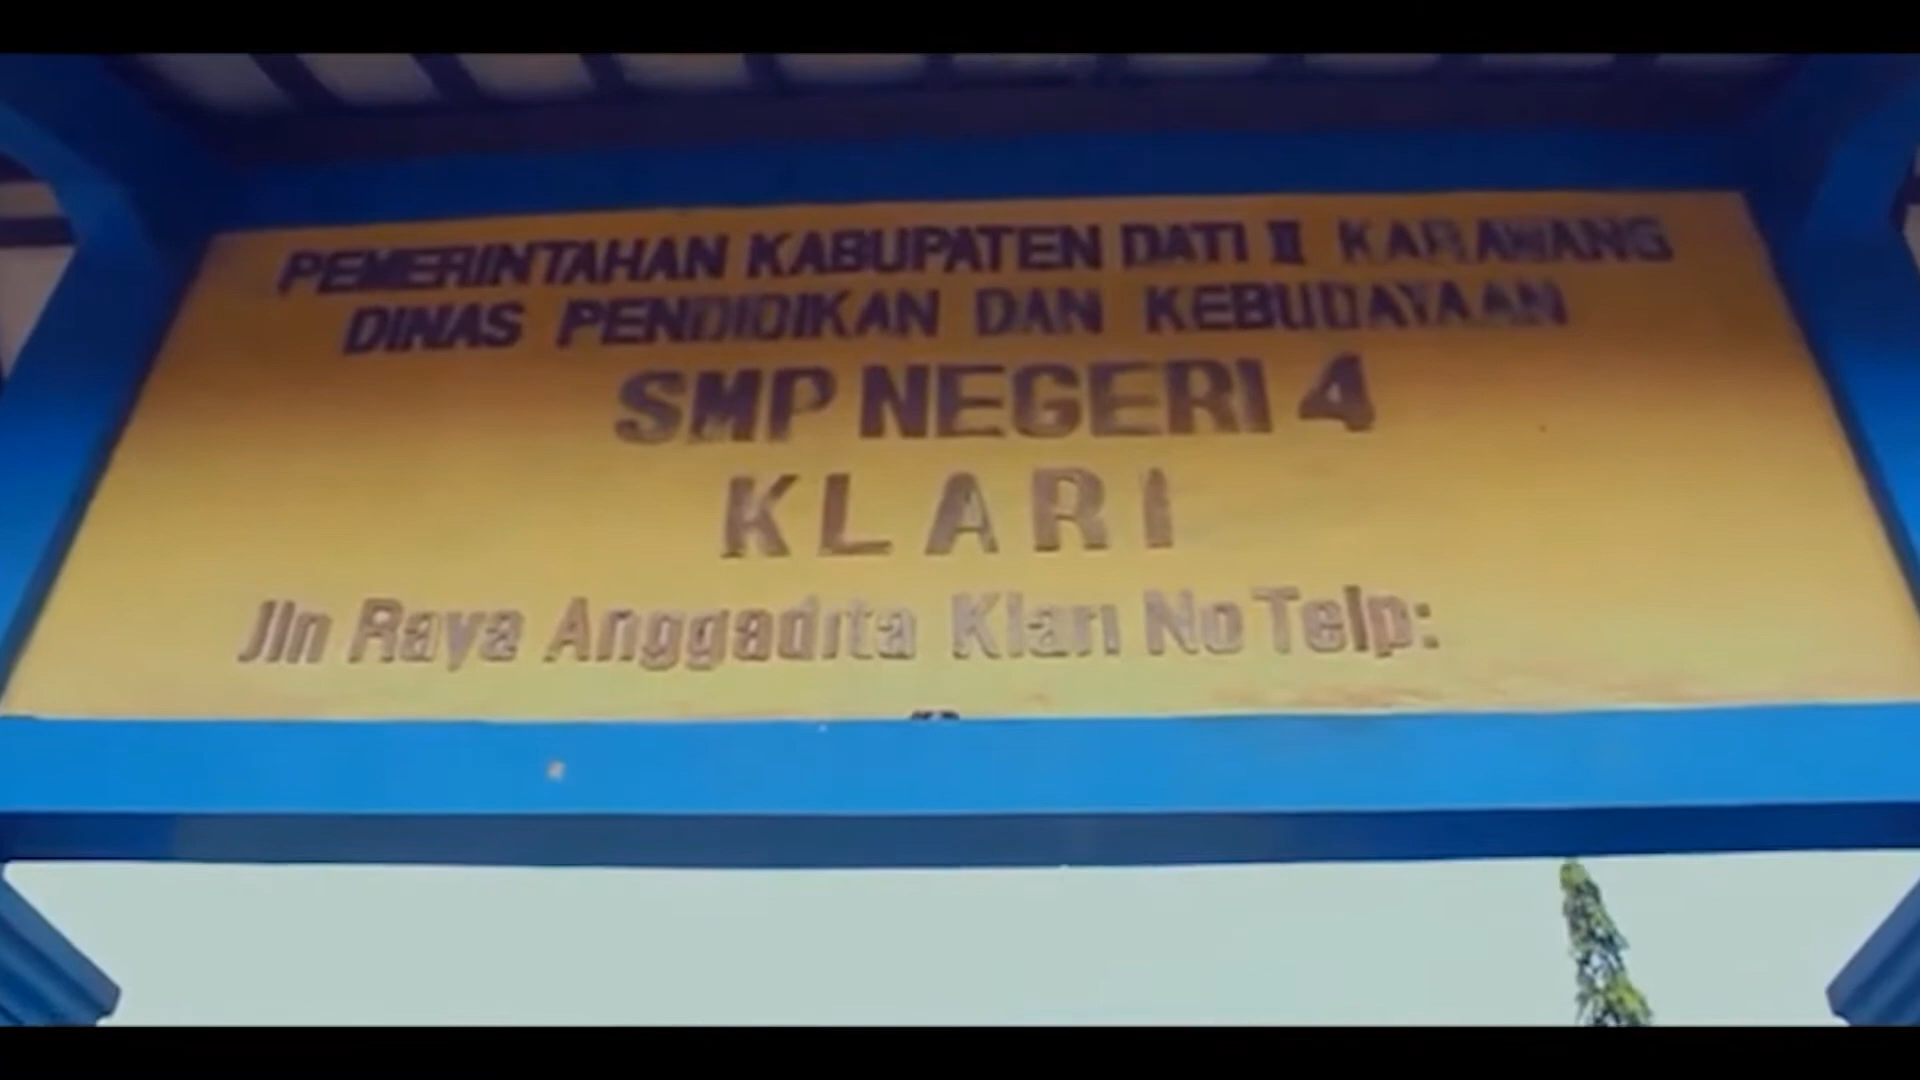 PEMERINTAHAN KABUPATEN DATI II KARAWANG
DINAS PENDIDIKAN DAN KEBUDAYAAN
SMP NEGERI 4
KLARI
Jln Raya Anggadita Klari No Telp: